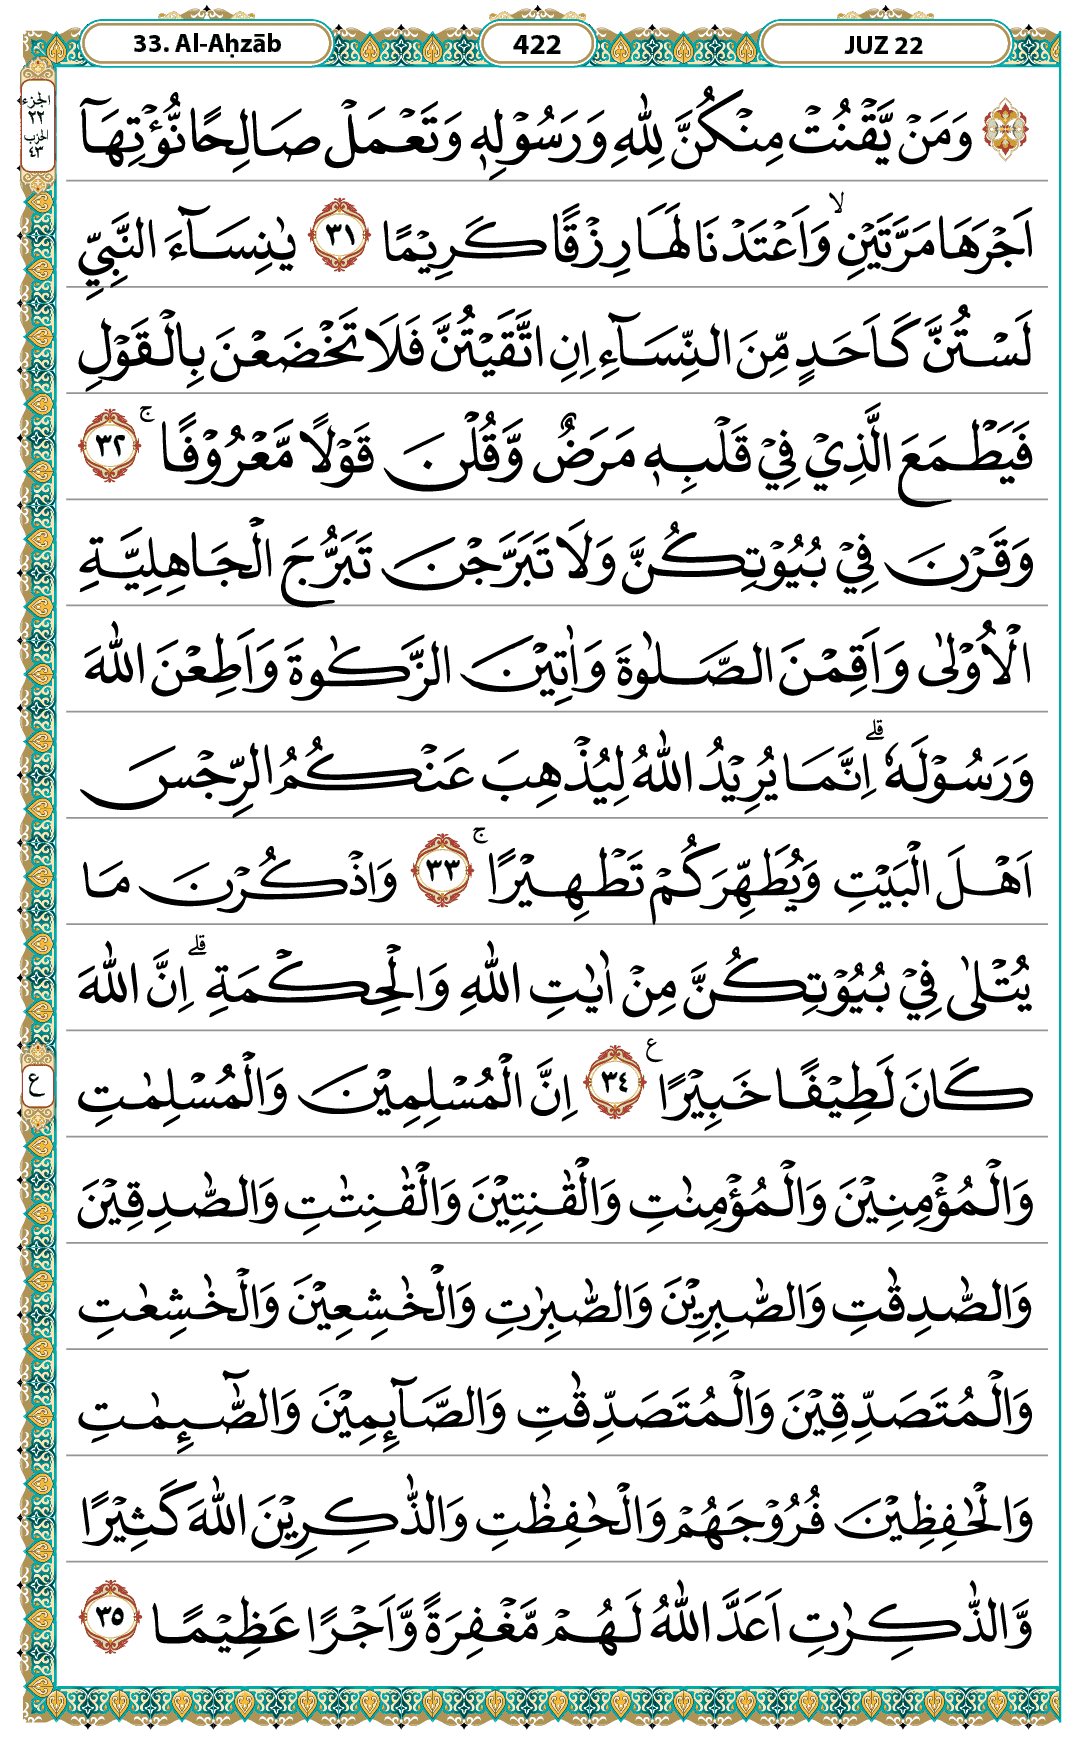 33. Al-Aḥzāb
422
JUZ 22
الجزء
٢٢
الحزب
٤٣
وَمَنْ يَّقْنُتْ مِنْكُنَّ لِلّٰهِ وَرَسُوْلِهٖ وَتَعْمَلْ صَالِحًا نُّؤْتِهَآ
اَجْرَهَا مَرَّتَيْنِۙ وَاَعْتَدْنَا لَهَا رِزْقًا كَرِيْمًا ٣١ يٰنِسَاۤءَ النَّبِيِّ
لَسْتُنَّ كَاَحَدٍ مِّنَ النِّسَاۤءِ اِنِ اتَّقَيْتُنَّ فَلَا تَخْضَعْنَ بِالْقَوْلِ
فَيَطْمَعَ الَّذِيْ فِيْ قَلْبِهٖ مَرَضٌ وَّقُلْنَ قَوْلًا مَّعْرُوْفًاۚ ٣٢
وَقَرْنَ فِيْ بُيُوْتِكُنَّ وَلَا تَبَرَّجْنَ تَبَرُّجَ الْجَاهِلِيَّةِ
الْاُوْلٰى وَاَقِمْنَ الصَّلٰوةَ وَاٰتِيْنَ الزَّكٰوةَ وَاَطِعْنَ اللّٰهَ
وَرَسُوْلَهٗۗ اِنَّمَا يُرِيْدُ اللّٰهُ لِيُذْهِبَ عَنْكُمُ الرِّجْسَ
اَهْلَ الْبَيْتِ وَيُطَهِّرَكُمْ تَطْهِيْرًاۚ ٣٣ وَاذْكُرْنَ مَا
يُتْلٰى فِيْ بُيُوْتِكُنَّ مِنْ اٰيٰتِ اللّٰهِ وَالْحِكْمَةِۗ اِنَّ اللّٰهَ
كَانَ لَطِيْفًا خَبِيْرًا ࣖ ٣٤ اِنَّ الْمُسْلِمِيْنَ وَالْمُسْلِمٰتِ
ع
وَالْمُؤْمِنِيْنَ وَالْمُؤْمِنٰتِ وَالْقٰنِتِيْنَ وَالْقٰنِتٰتِ وَالصّٰدِقِيْنَ
وَالصّٰدِقٰتِ وَالصّٰبِرِيْنَ وَالصّٰبِرٰتِ وَالْخٰشِعِيْنَ وَالْخٰشِعٰتِ
وَالْمُتَصَدِّقِيْنَ وَالْمُتَصَدِّقٰتِ وَالصَّاۤىِٕمِيْنَ وَالصّٰۤىِٕمٰتِ
وَالْحٰفِظِيْنَ فُرُوْجَهُمْ وَالْحٰفِظٰتِ وَالذّٰكِرِيْنَ اللّٰهَ كَثِيْرًا
وَّالذّٰكِرٰتِ اَعَدَّ اللّٰهُ لَهُمْ مَّغْفِرَةً وَّاَجْرًا عَظِيْمًا ٣٥